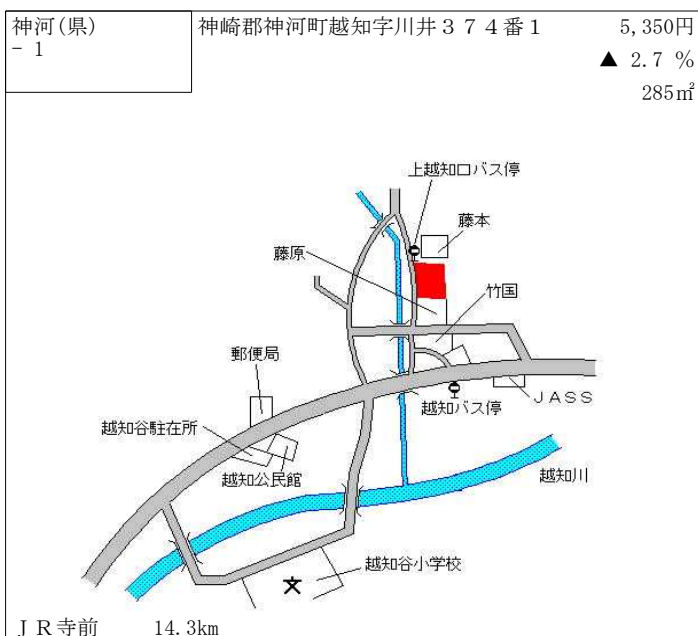 神河(県)
- 1
神崎郡神河町越知字川井３７４番１
5,350円
▲ 2.7 %
285㎡
上越知口バス停
藤本
藤原
竹国
郵便局
ＪＡＳＳ
越知バス停
越知谷駐在所
越知公民館
越知川
越知谷小学校
文
ＪＲ寺前 14.3km